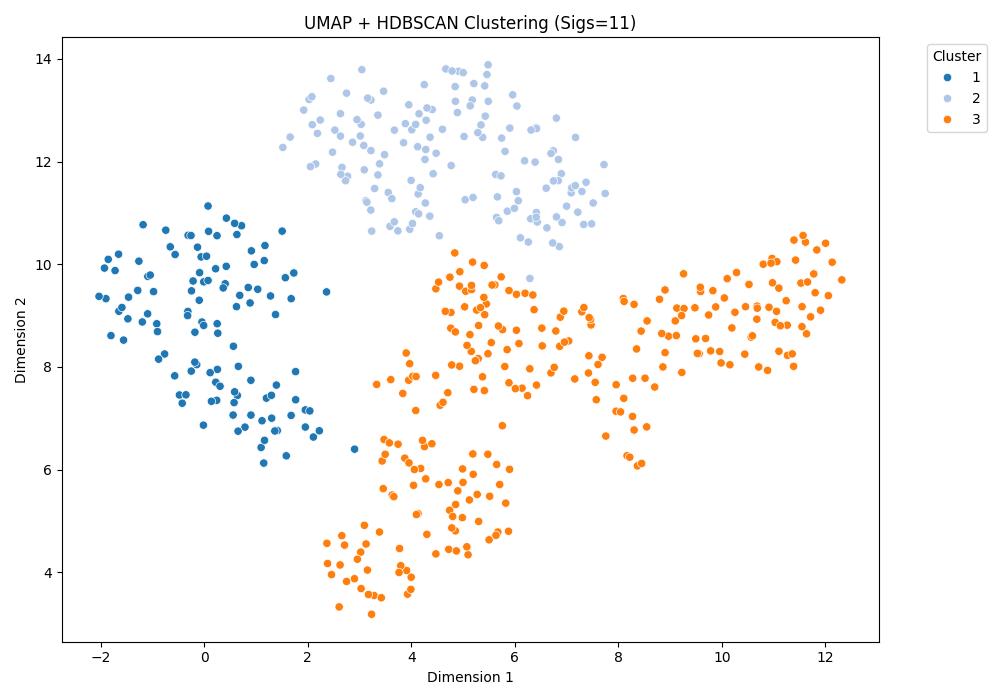 UMAP + HDBSCAN Clustering (Sigs=11)
Cluster
1
2
3
14
12
10
8
6
4
Dimension 2
−2 0 2 4 6 8 10 12
Dimension 1